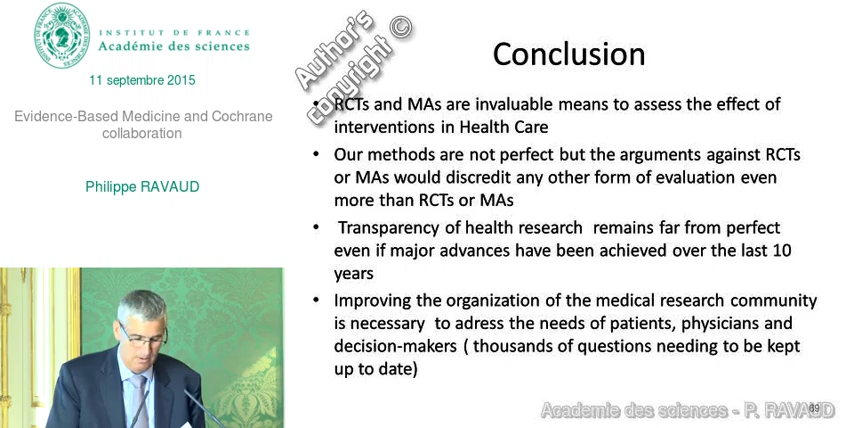 INSTITUT DE FRANCE
Académie des sciences
11 septembre 2015
Evidence-Based Medicine and Cochrane
collaboration
Philippe RAVAUD
Author's
copyright ©
Conclusion
• RCTs and MAs are invaluable means to assess the effect of
interventions in Health Care
• Our methods are not perfect but the arguments against RCTs
or MAs would discredit any other form of evaluation even
more than RCTs or MAs
• Transparency of health research remains far from perfect
even if major advances have been achieved over the last 10
years
• Improving the organization of the medical research community
is necessary to adress the needs of patients, physicians and
decision-makers ( thousands of questions needing to be kept
up to date)
Academie des sciences - P. RAVAUD
69